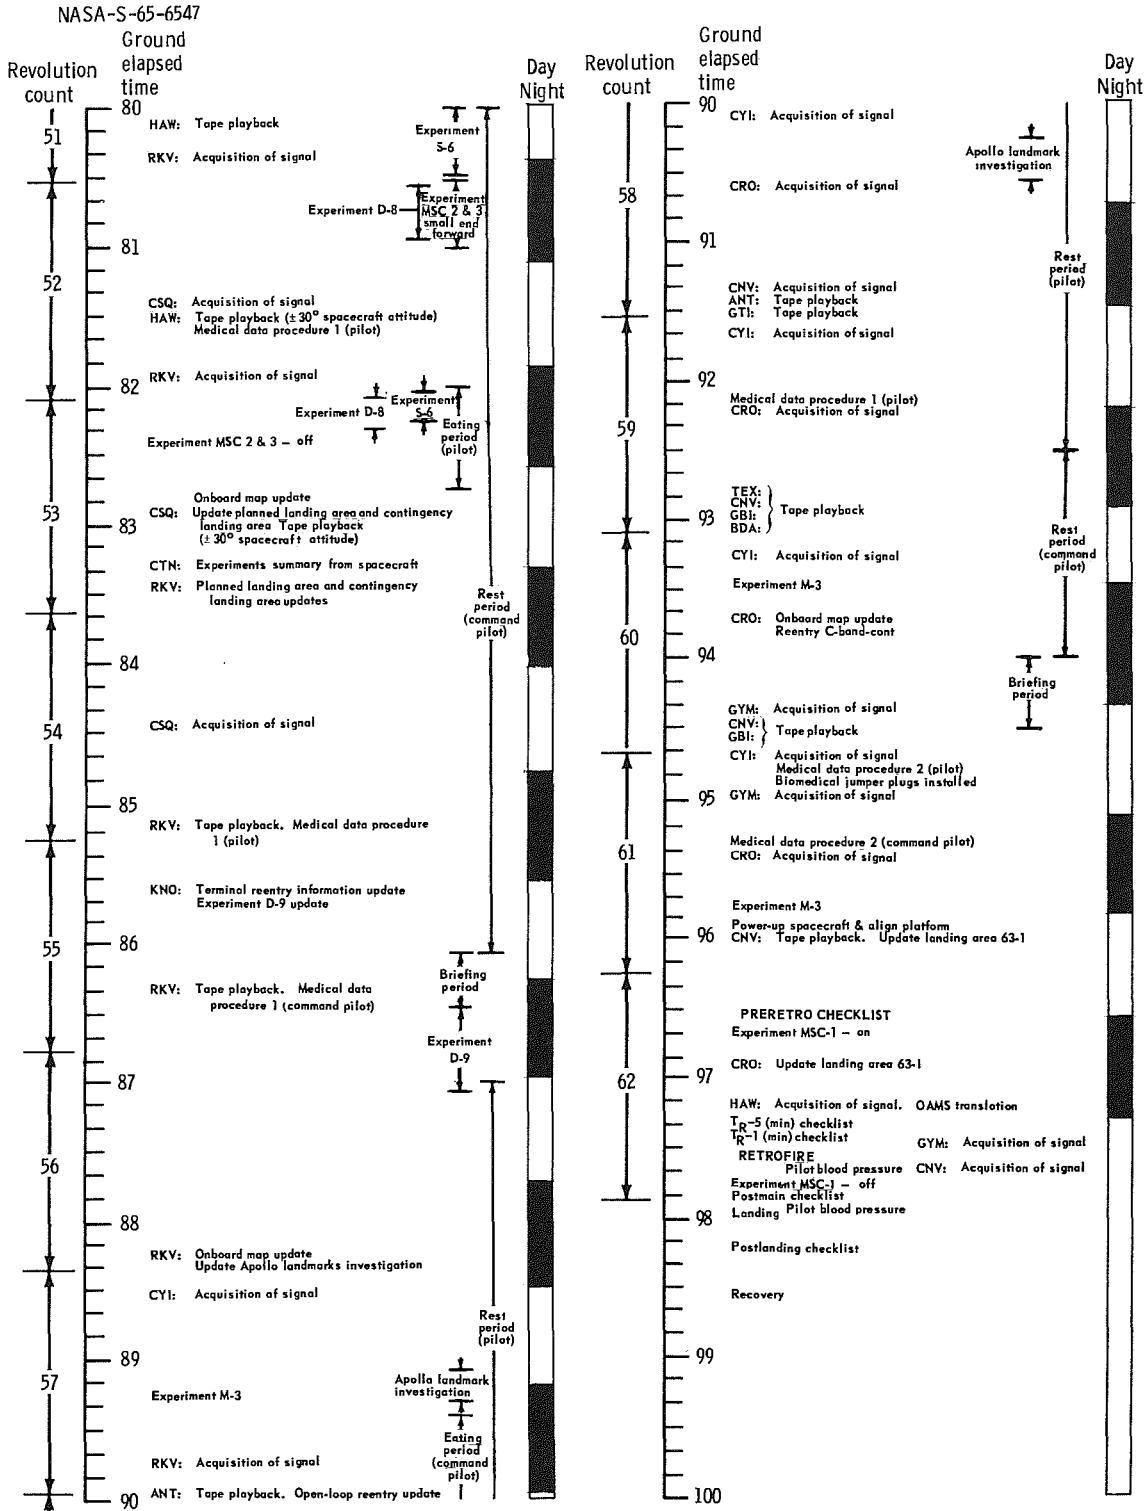 NASA-S-65-6547
Revolution count
Ground elapsed time
Day
Night
51
52
53
54
55
56
57
80
81
82
83
84
85
86
87
88
89
90
HAW: Tape playback
RKV: Acquisition of signal
Experiment
S-6
Experiment D-8
Experiment
MSC 2 & 3
small end
forward
CSQ: Acquisition of signal
HAW: Tape playback (±30° spacecraft attitude)
Medical data procedure 1 (pilot)
RKV: Acquisition of signal
Experiment D-8
Experiment
S-6
Eating
period
(pilot)
Experiment MSC 2 & 3 – off
Onboard map update
CSQ: Update planned landing area and contingency
landing area Tape playback
(±30° spacecraft attitude)
CTN: Experiments summary from spacecraft
RKV: Planned landing area and contingency
landing area updates
Rest
period
(command
pilot)
CSQ: Acquisition of signal
RKV: Tape playback. Medical data procedure
1 (pilot)
KNO: Terminal reentry information update
Experiment D-9 update
Briefing
period
RKV: Tape playback. Medical data
procedure 1 (command pilot)
Experiment
D-9
RKV: Onboard map update
Update Apollo landmarks investigation
CYI: Acquisition of signal
Rest
period
(pilot)
Apollo landmark
investigation
Experiment M-3
Eating
period
(command
pilot)
RKV: Acquisition of signal
ANT: Tape playback. Open-loop reentry update
Revolution count
Ground elapsed time
Day
Night
58
59
60
61
62
90
91
92
93
94
95
96
97
98
99
100
CYI: Acquisition of signal
Apollo landmark
investigation
CRO: Acquisition of signal
Rest
period
(pilot)
CNV: Acquisition of signal
ANT: Tape playback
GTI: Tape playback
CYI: Acquisition of signal
Medical data procedure 1 (pilot)
CRO: Acquisition of signal
TEX:
CNV:
GBI:
BDA:
Tape playback
CYI: Acquisition of signal
Rest
period
(command
pilot)
Experiment M-3
CRO: Onboard map update
Reentry C-band-cont
Briefing
period
GYM: Acquisition of signal
CNV:
GBI:
Tape playback
CYI: Acquisition of signal
Medical data procedure 2 (pilot)
Biomedical jumper plugs installed
GYM: Acquisition of signal
Medical data procedure 2 (command pilot)
CRO: Acquisition of signal
Experiment M-3
Power-up spacecraft & align platform
CNV: Tape playback. Update landing area 63-1
PRERETRO CHECKLIST
Experiment MSC-1 – on
CRO: Update landing area 63-1
HAW: Acquisition of signal. OAMS translotion
TR-5 (min) checklist
TR-1 (min) checklist
GYM: Acquisition of signal
RETROFIRE
Pilot blood pressure CNV: Acquisition of signal
Experiment MSC-1 – off
Postmain checklist
Landing Pilot blood pressure
Postlanding checklist
Recovery